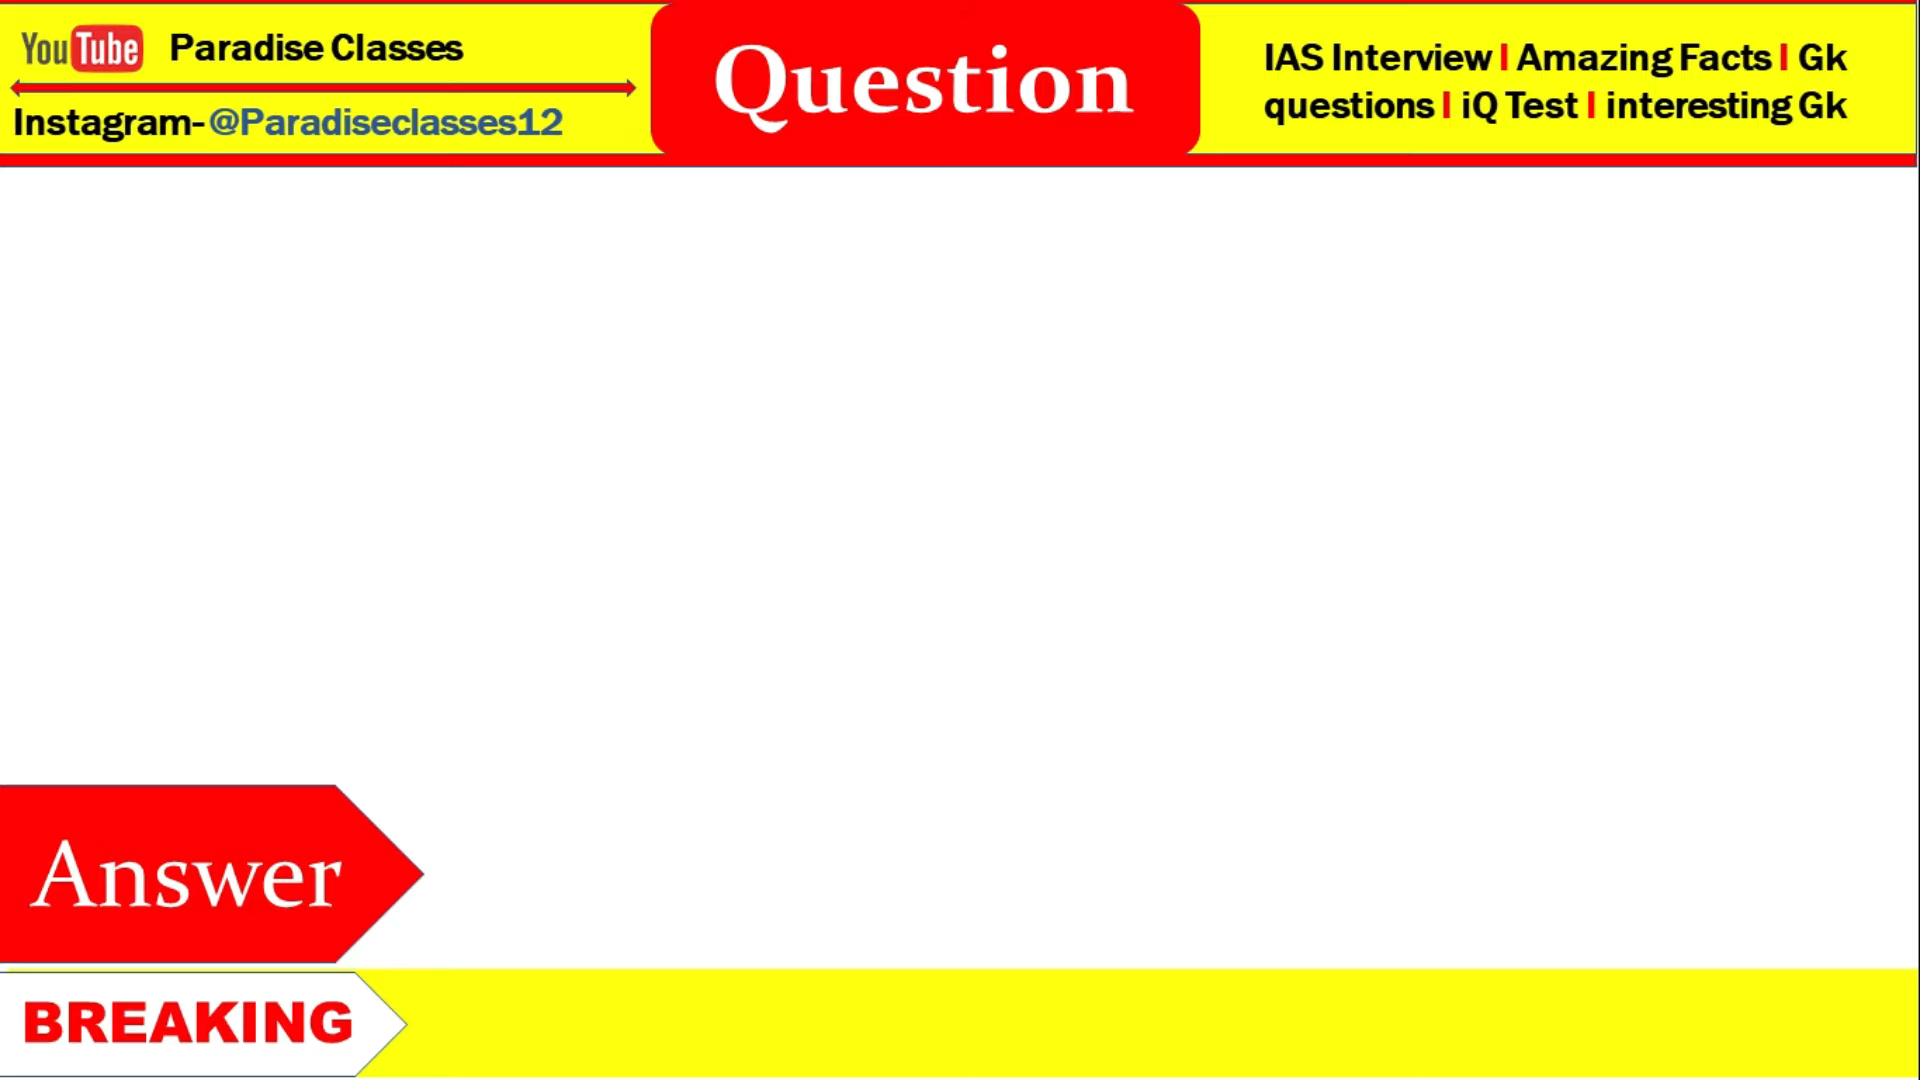 YouTube Paradise Classes
Instagram-@Paradiseclasses12
Question
IAS Interview I Amazing Facts I Gk
questions I iQ Test I interesting Gk
Answer
BREAKING